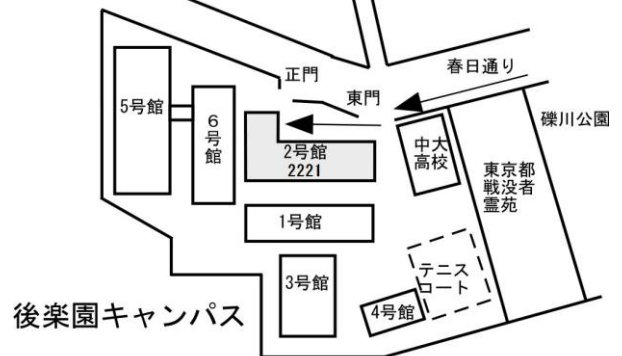 正門
春日通り
東門
5号館
6
号
館
礫川公園
中大
高校
2号館
2221
東京都
戦没者
霊苑
1号館
テニス
コート
3号館
4号館
後楽園キャンパス